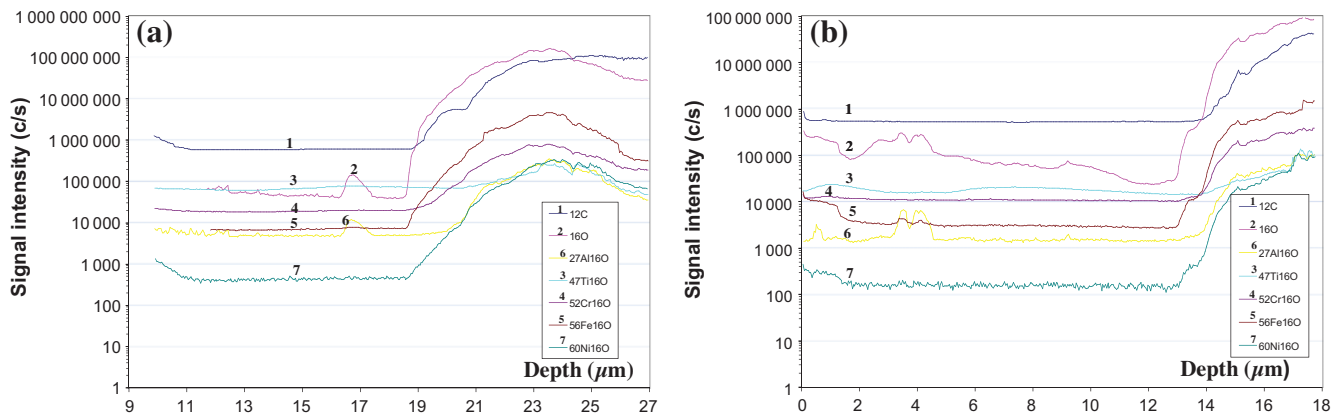 (a)
Signal intensity (c/s)
1 000 000 000
100 000 000
10 000 000
1 000 000
100 000
10 000
1 000
100
10
1
1
2
3
4
5
6
7
1 12C
2 16O
6 27Al16O
3 47Ti16O
4 52Cr16O
5 56Fe16O
7 60Ni16O
Depth (µm)
9 11 13 15 17 19 21 23 25 27
(b)
Signal intensity (c/s)
100 000 000
10 000 000
1 000 000
100 000
10 000
1 000
100
10
1
1
2
3
4
5
6
7
1 12C
2 16O
6 27Al16O
3 47Ti16O
4 52Cr16O
5 56Fe16O
7 60Ni16O
Depth (µm)
0 2 4 6 8 10 12 14 16 18